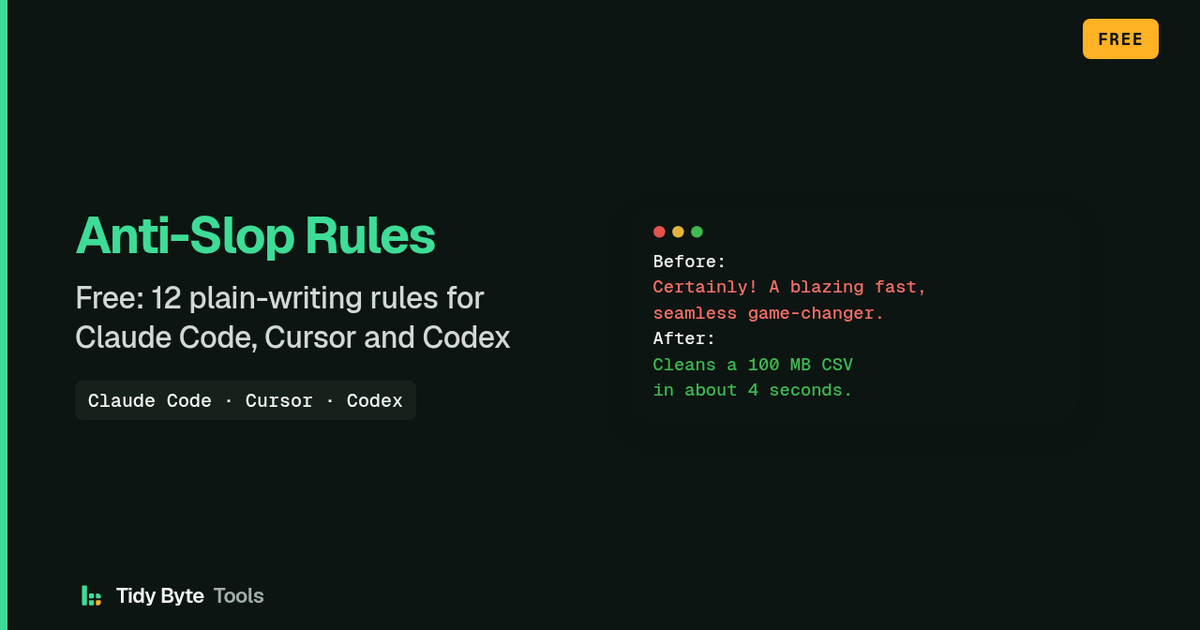 FREE
Anti-Slop Rules
Free: 12 plain-writing rules for
Claude Code, Cursor and Codex
Claude Code · Cursor · Codex
Before:
Certainly! A blazing fast,
seamless game-changer.
After:
Cleans a 100 MB CSV
in about 4 seconds.
Tidy Byte Tools